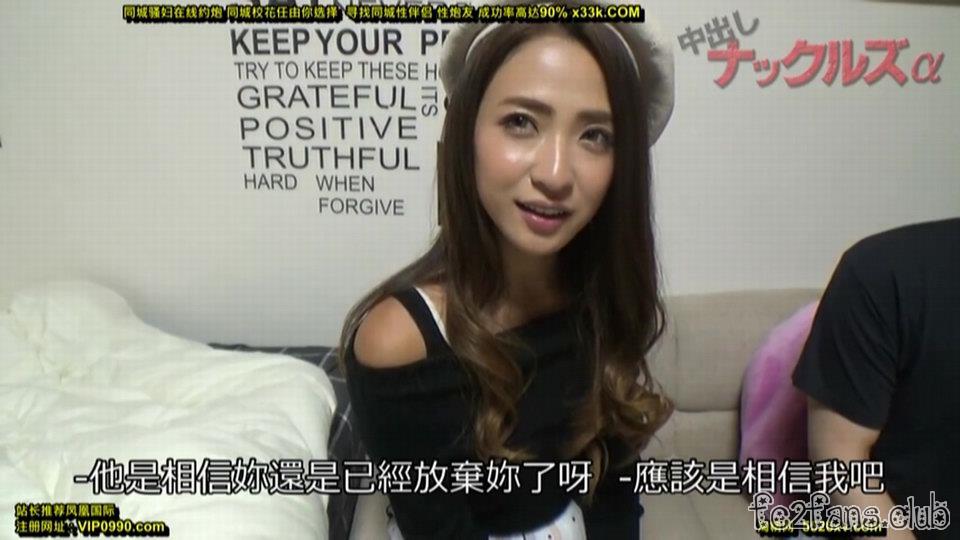 同城骚妇在线约炮 同城校花任由你选择 寻找同城性伴侣 性炮友 成功率高达90% x33k.COM
中出し
ナックルズα
KEEP YOUR
TRY TO KEEP THESE
GRATEFUL
IT'S
POSITIVE
TRUTHFUL
HARD WHEN
FORGIVE
-他是相信妳還是已經放棄妳了呀 -應該是相信我吧
站长推荐凤凰国际
注册网址：VIP0990.com
fe2fans.club